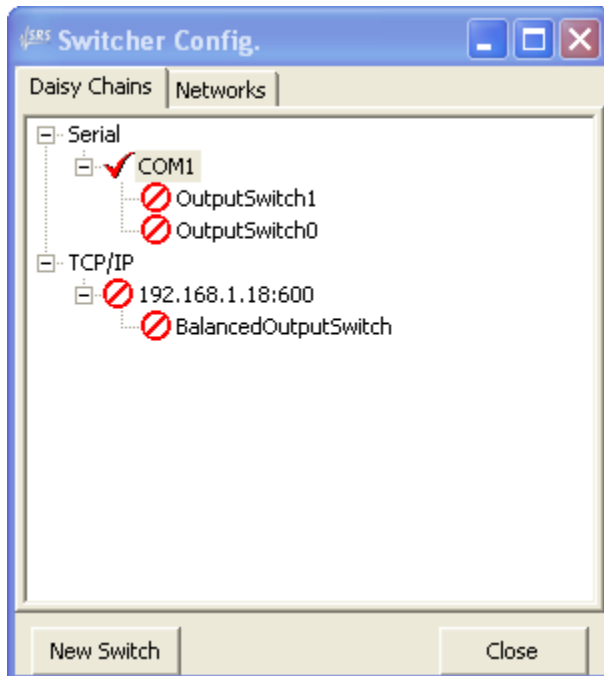 SRS Switcher Config.
Daisy Chains Networks
Serial
COM1
OutputSwitch1
OutputSwitch0
TCP/IP
192.168.1.18:600
BalancedOutputSwitch
New Switch Close